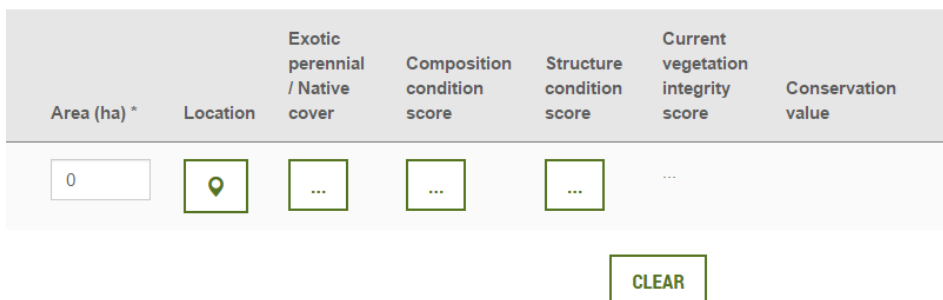 Area (ha) *
Location
Exotic
perennial
/ Native
cover
Composition
condition
score
Structure
condition
score
Current
vegetation
integrity
score
Conservation
value
0
...
...
...
...
CLEAR